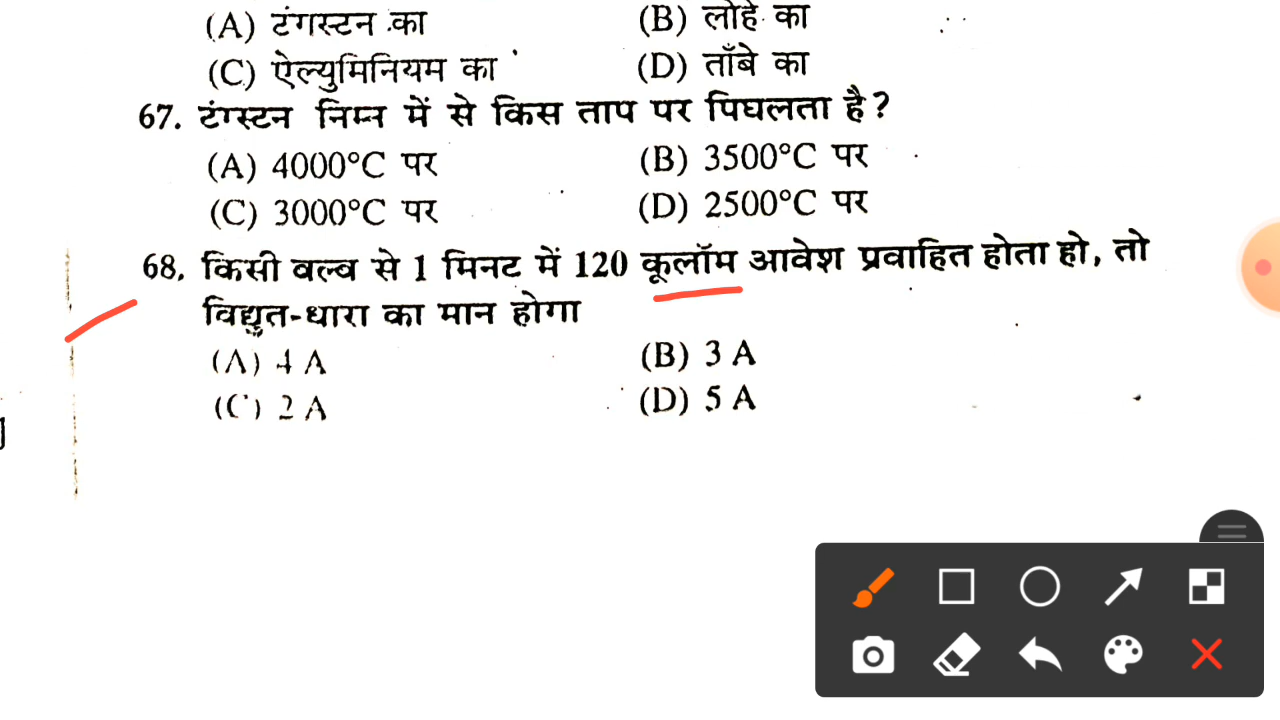 (A) टंगस्टन का (B) लोहे का
(C) ऐल्युमिनियम का (D) ताँबे का
67. टंग्स्टन निम्न में से किस ताप पर पिघलता है?
(A) 4000°C पर (B) 3500°C पर
(C) 3000°C पर (D) 2500°C पर
68. किसी बल्ब से 1 मिनट में 120 कूलॉम आवेश प्रवाहित होता हो, तो
विद्युत-धारा का मान होगा
(A) 4 A (B) 3 A
(C) 2 A (D) 5 A